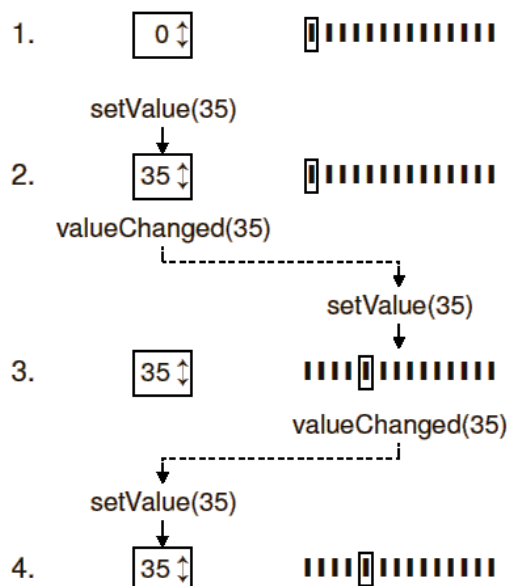 1. 0
setValue(35)
2. 35
valueChanged(35)
setValue(35)
3. 35
valueChanged(35)
setValue(35)
4. 35